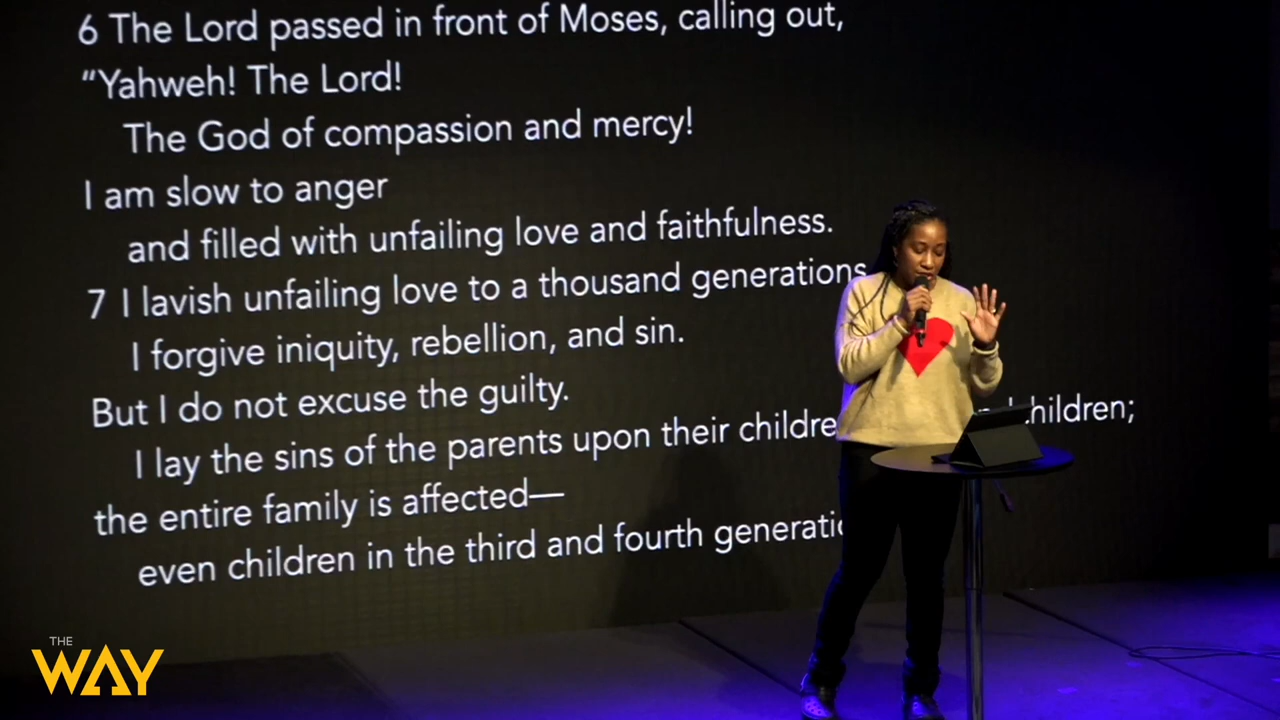 6 The Lord passed in front of Moses, calling out,
“Yahweh! The Lord!
The God of compassion and mercy!
I am slow to anger
and filled with unfailing love and faithfulness.
7 I lavish unfailing love to a thousand generations
I forgive iniquity, rebellion, and sin.
But I do not excuse the guilty.
I lay the sins of the parents upon their children;
the entire family is affected—
even children in the third and fourth
THE
WAY